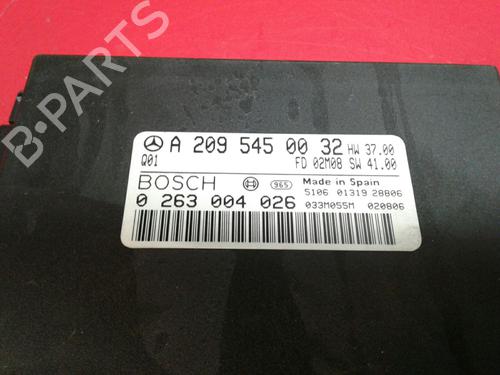 B-PARTS
A 209 545 00 32 HW 37.00
Q01 FD 02M08 SW 41.00
BOSCH 965 Made in Spain
S106 01319 28806
0 263 004 026 033M055M 020806